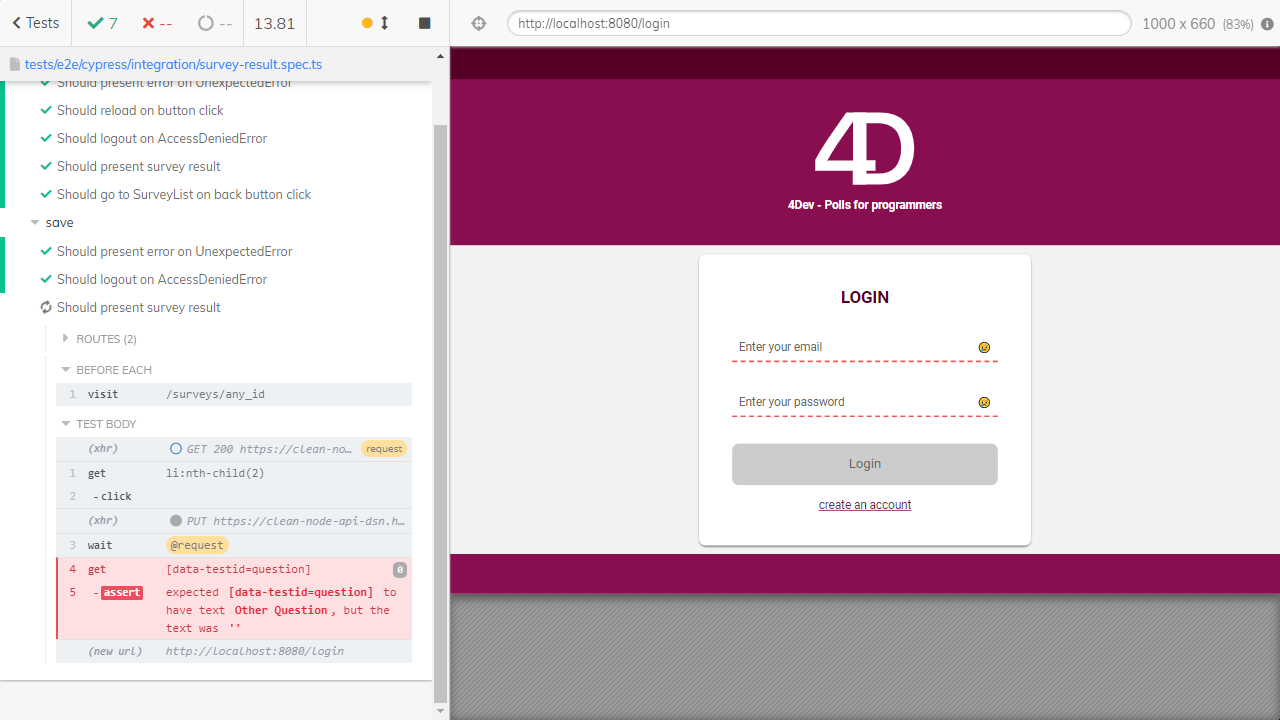 Tests
7
--
--
13.81
http://localhost:8080/login
1000 x 660 (83%)
tests/e2e/cypress/integration/survey-result.spec.ts
Should present error on UnexpectedError
Should reload on button click
Should logout on AccessDeniedError
Should present survey result
Should go to SurveyList on back button click
save
Should present error on UnexpectedError
Should logout on AccessDeniedError
Should present survey result
ROUTES (2)
BEFORE EACH
1 visit /surveys/any_id
TEST BODY
(xhr) GET 200 https://clean-no… request
1 get li:nth-child(2)
2 -click
(xhr) PUT https://clean-node-api-dsn.h…
3 wait @request
4 get [data-testid=question] 0
5 -assert expected [data-testid=question] to
have text Other Question, but the
text was ''
(new url) http://localhost:8080/login
4D
4Dev - Polls for programmers
LOGIN
Enter your email
Enter your password
Login
create an account